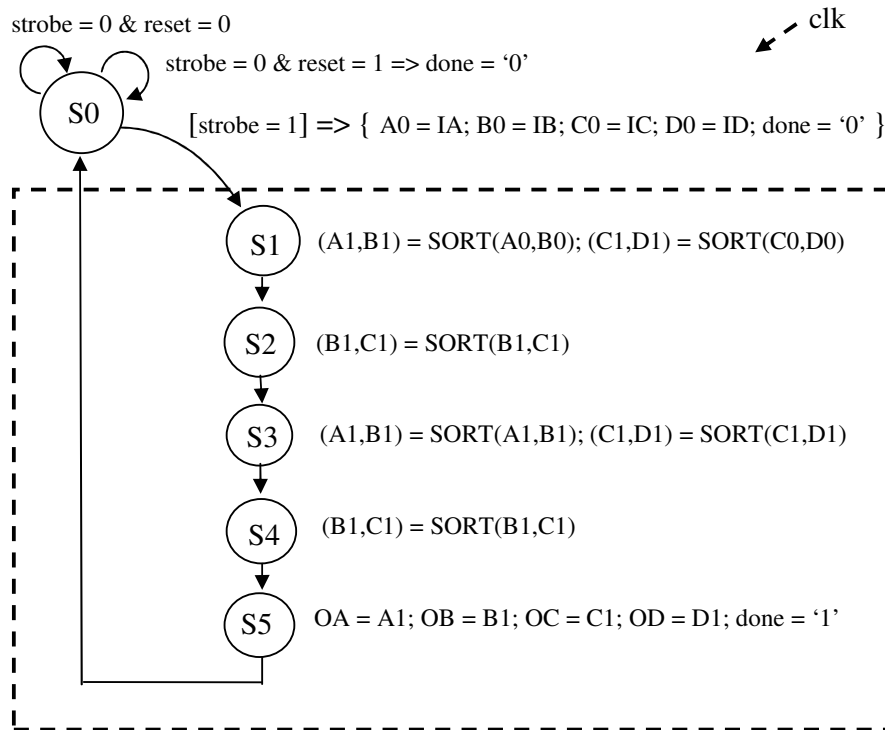 strobe = 0 & reset = 0
clk
strobe = 0 & reset = 1 => done = ‘0’
S0
[strobe = 1] => { A0 = IA; B0 = IB; C0 = IC; D0 = ID; done = ‘0’ }
S1 (A1,B1) = SORT(A0,B0); (C1,D1) = SORT(C0,D0)
S2 (B1,C1) = SORT(B1,C1)
S3 (A1,B1) = SORT(A1,B1); (C1,D1) = SORT(C1,D1)
S4 (B1,C1) = SORT(B1,C1)
S5 OA = A1; OB = B1; OC = C1; OD = D1; done = ‘1’